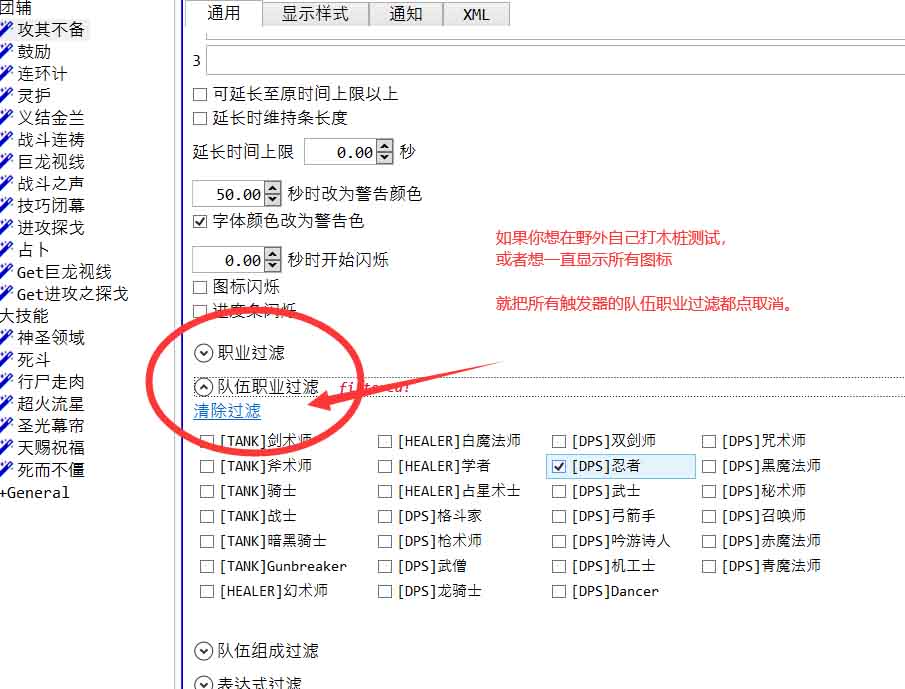 团辅
攻其不备
鼓励
连环计
灵护
义结金兰
战斗连祷
巨龙视线
战斗之声
技巧闭幕
进攻探戈
占卜
Get巨龙视线
Get进攻之探戈
大技能
神圣领域
死斗
行尸走肉
超火流星
圣光幕帘
天赐祝福
死而不僵
+General
通用 显示样式 通知 XML
3
可延长至原时间上限以上
延长时维持条长度
延长时间上限 0.00 秒
50.00 秒时改为警告颜色
字体颜色改为警告色
0.00 秒时开始闪烁
图标闪烁
进度条闪烁
如果你想在野外自己打木桩测试,
或者想一直显示所有图标
就把所有触发器的队伍职业过滤都点取消。
职业过滤
队伍职业过滤 filtered!
清除过滤
[TANK]剑术师 [HEALER]白魔法师 [DPS]双剑师 [DPS]咒术师
[TANK]斧术师 [HEALER]学者 [DPS]忍者 [DPS]黑魔法师
[TANK]骑士 [HEALER]占星术士 [DPS]武士 [DPS]秘术师
[TANK]战士 [DPS]格斗家 [DPS]弓箭手 [DPS]召唤师
[TANK]暗黑骑士 [DPS]枪术师 [DPS]吟游诗人 [DPS]赤魔法师
[TANK]Gunbreaker [DPS]武僧 [DPS]机工士 [DPS]青魔法师
[HEALER]幻术师 [DPS]龙骑士 [DPS]Dancer
队伍组成过滤
表达式过滤